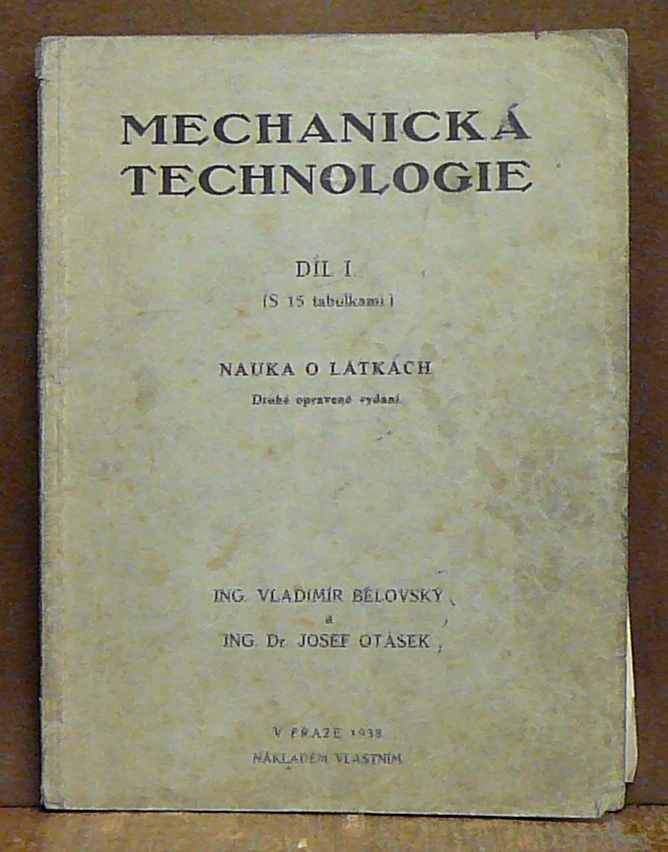 MECHANICKÁ
TECHNOLOGIE
DÍL I.
(S 15 tabulkami)
NAUKA O LÁTKÁCH
Druhé opravené vydání.
ING. VLADIMÍR BĚLOVSKÝ
a
ING. Dr. JOSEF OTÁSEK
V PRAZE 1938
NÁKLADEM VLASTNÍM